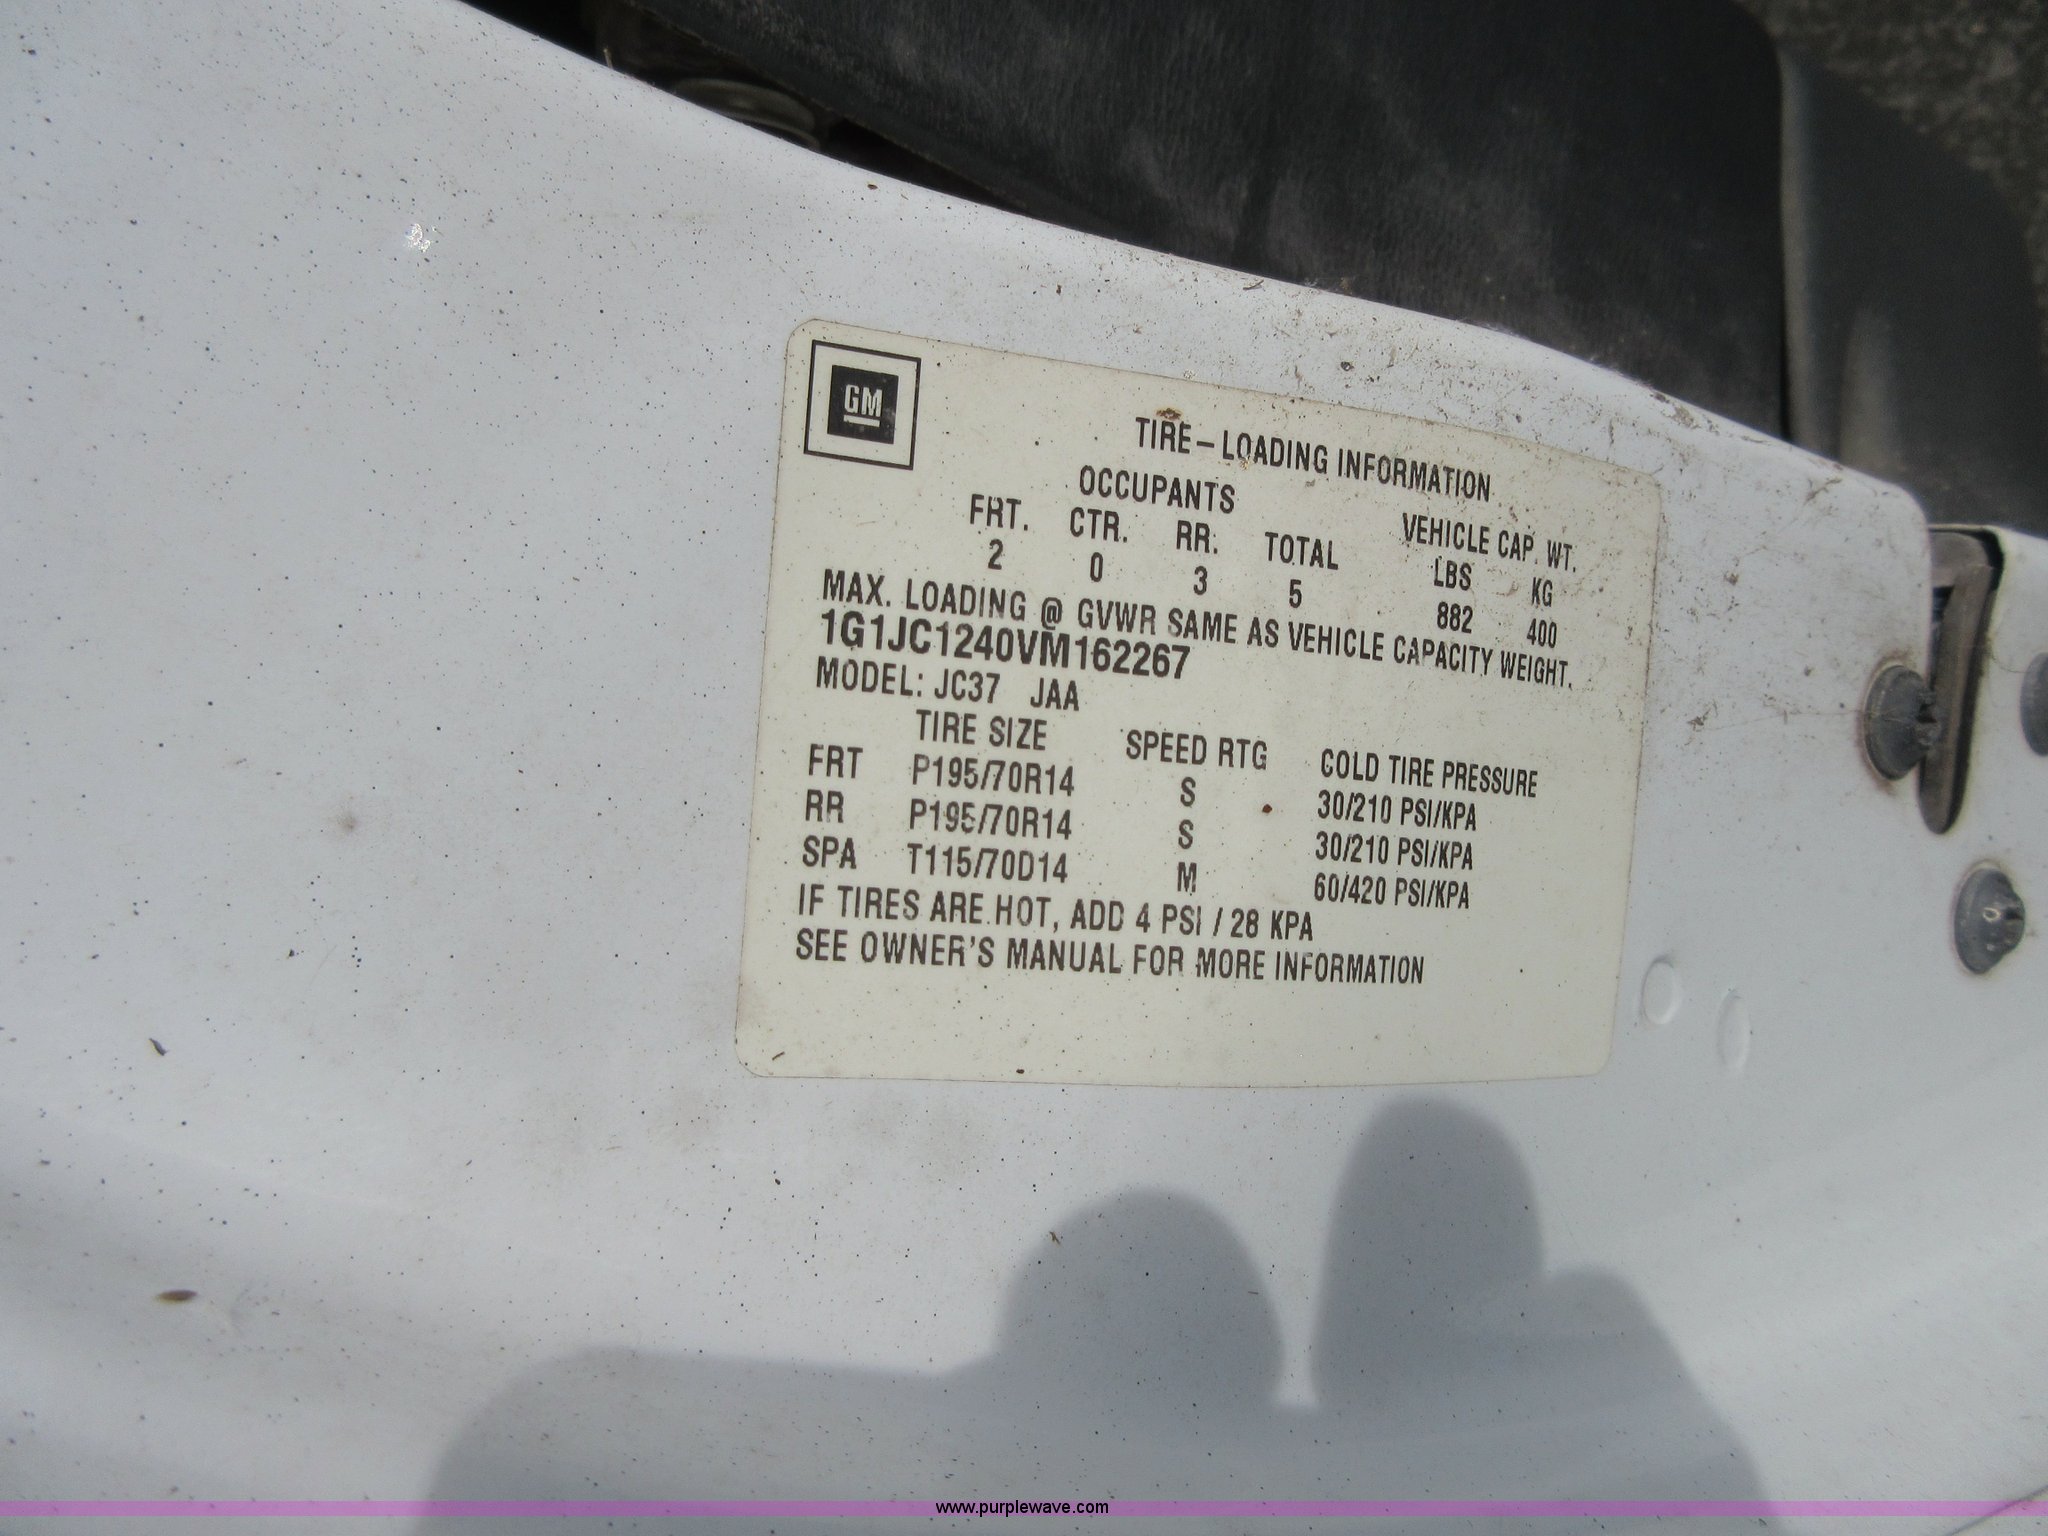 GM
TIRE-LOADING INFORMATION
OCCUPANTS VEHICLE CAP. WT.
FRT. CTR. RR. TOTAL LBS KG
2 0 3 5 882 400
MAX. LOADING @ GVWR SAME AS VEHICLE CAPACITY WEIGHT.
1G1JC1240VM162267
MODEL: JC37 JAA
TIRE SIZE SPEED RTG COLD TIRE PRESSURE
FRT P195/70R14 S 30/210 PSI/KPA
RR P195/70R14 S 30/210 PSI/KPA
SPA T115/70D14 M 60/420 PSI/KPA
IF TIRES ARE HOT, ADD 4 PSI / 28 KPA
SEE OWNER'S MANUAL FOR MORE INFORMATION
www.purplewave.com